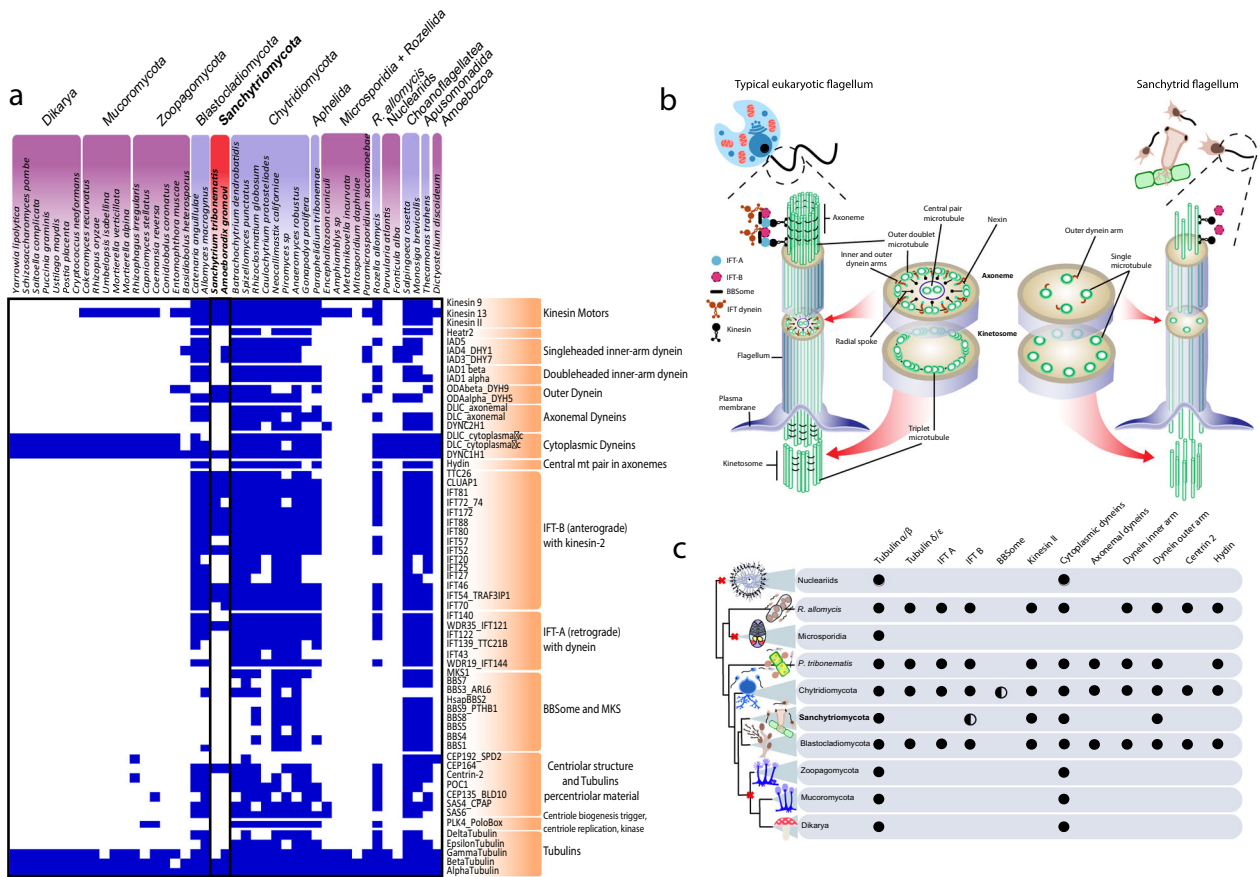 a
Dikarya
Mucoromycota
Zoopagomycota
Blastocladiomycota
Sanchytriomycota
Chytridiomycota
Aphelida
Microsporidia + Rozellida
R. allomycis
Nucleariids
Choanoflagellatea
Apusomonadida
Amoebozoa
Yarrowia lipolytica
Schizosaccharomyces pombe
Saitoella complicata
Puccinia graminis
Ustilago maydis
Postia placenta
Cryptococcus neoformans
Cokeromyces recurvatus
Rhizopus oryzae
Umbelopsis isabellina
Mortierella verticillata
Mortierella alpina
Rhizophagus irregularis
Capniomyces stellatus
Coemansia reversa
Conidiobolus coronatus
Entomophthora muscae
Basidiobolus heterosporus
Catenaria anguillulae
Allomyces macrogynus
Sanchytrium tribonematis
Amoeboradix gromovi
Batrachochytrium dendrobatidis
Spizellomyces punctatus
Rhizoclosmatium globosum
Caulochytrium protosteliodes
Neocallimastix californiae
Piromyces sp
Anaeromyces robustus
Gonapodya prolifera
Paraphelidium tribonemae
Encephalitozoon cuniculi
Amphiamblys sp
Metchnikovella incurvata
Mitosporidium daphniae
Paramicrosporidium saccamoebae
Rozella allomycis
Parvularia atlantis
Fonticula alba
Salpingoeca rosetta
Monosiga brevicollis
Thecamonas trahens
Dictyostelium discoideum
Kinesin 9
Kinesin 13
Kinesin II
Heatr2
IAD5
IAD4_DHY1
IAD3_DHY7
IAD1 beta
IAD1 alpha
ODAbeta_DYH9
ODAalpha_DYH5
DLIC_axonemal
DLC_axonemal
DYNC2H1
DLIC_cytoplasmac
DLC_cytoplasmac
DYNC1H1
Hydin
TTC26
CLUAP1
IFT81
IFT72_74
IFT172
IFT88
IFT80
IFT57
IFT52
IFT20
IFT25
IFT27
IFT46
IFT54_TRAF3IP1
IFT70
IFT140
WDR35_IFT121
IFT122
IFT139_TTC21B
IFT43
WDR19_IFT144
MKS1
BBS7
BBS3_ARL6
HsapBBS2
BBS9_PTHB1
BBS8
BBS5
BBS4
BBS1
CEP192_SPD2
CEP164
Centrin-2
POC1
CEP135_BLD10
SAS4_CPAP
SAS6
PLK4_PoloBox
DeltaTubulin
EpsilonTubulin
GammaTubulin
BetaTubulin
AlphaTubulin
Kinesin Motors
Singleheaded inner-arm dynein
Doubleheaded inner-arm dynein
Outer Dynein
Axonemal Dyneins
Cytoplasmic Dyneins
Central mt pair in axonemes
IFT-B (anterograde)
with kinesin-2
IFT-A (retrograde)
with dynein
BBSome and MKS
Centriolar structure
and Tubulins
percentriolar material
Centriole biogenesis trigger,
centriole replication, kinase
Tubulins
b
Typical eukaryotic flagellum
Sanchytrid flagellum
Axoneme
Outer doublet
microtubule
Inner and outer
dynein arms
Central pair
microtubule
Nexin
Axoneme
Kinetosome
Outer dynein arm
Single
microtubule
IFT-A
IFT-B
BBSome
IFT dynein
Kinesin
Radial spoke
Flagellum
Plasma
membrane
Triplet
microtubule
Kinetosome
c
Tubulin α/β
Tubulin δ/ε
IFT A
IFT B
BBSome
Kinesin II
Cytoplasmic dyneins
Axonemal dyneins
Dynein inner arm
Dynein outer arm
Centrin 2
Hydin
Nucleariids
R. allomycis
Microsporidia
P. tribonematis
Chytridiomycota
Sanchytriomycota
Blastocladiomycota
Zoopagomycota
Mucoromycota
Dikarya